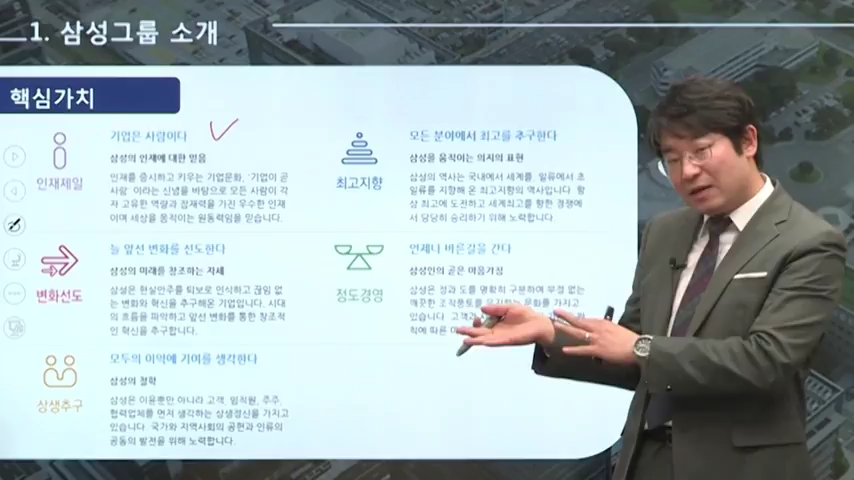 1. 삼성그룹 소개
핵심가치
인재제일
기업은 사람이다
삼성의 인재에 대한 믿음
인재를 중시하고 키우는 기업문화, '기업이 곧
사람' 이라는 신념을 바탕으로 모든 사람이 각
자 고유한 역량과 잠재력을 가진 우수한 인재
이며 세상을 움직이는 원동력임을 믿습니다.
최고지향
모든 분야에서 최고를 추구한다
삼성을 움직이는 의지의 표현
삼성의 역사는 국내에서 세계를, 일류에서 초
일류를 지향해 온 최고지향의 역사입니다. 항
상 최고에 도전하고 세계최고를 향한 경쟁에
서 당당히 승리하기 위해 노력합니다.
변화선도
늘 앞선 변화를 선도한다
삼성의 미래를 창조하는 자세
삼성은 현실안주를 퇴보로 인식하고 끊임 없
는 변화와 혁신을 추구해온 기업입니다. 시대
의 흐름을 파악하고 앞선 변화를 통한 창조적
인 혁신을 추구합니다.
정도경영
언제나 바른길을 간다
삼성인의 곧은 마음가짐
삼성은 정과 도를 명확히 구분하여 부정 없는
깨끗한 조직풍토를 유지하는 문화를 가지고
있습니다. 고객과
칙에 따른
상생추구
모두의 이익에 기여를 생각한다
삼성의 철학
삼성은 이윤뿐만 아니라 고객, 임직원, 주주,
협력업체를 먼저 생각하는 상생정신을 가지고
있습니다. 국가와 지역사회의 공헌과 인류의
공동의 발전을 위해 노력합니다.